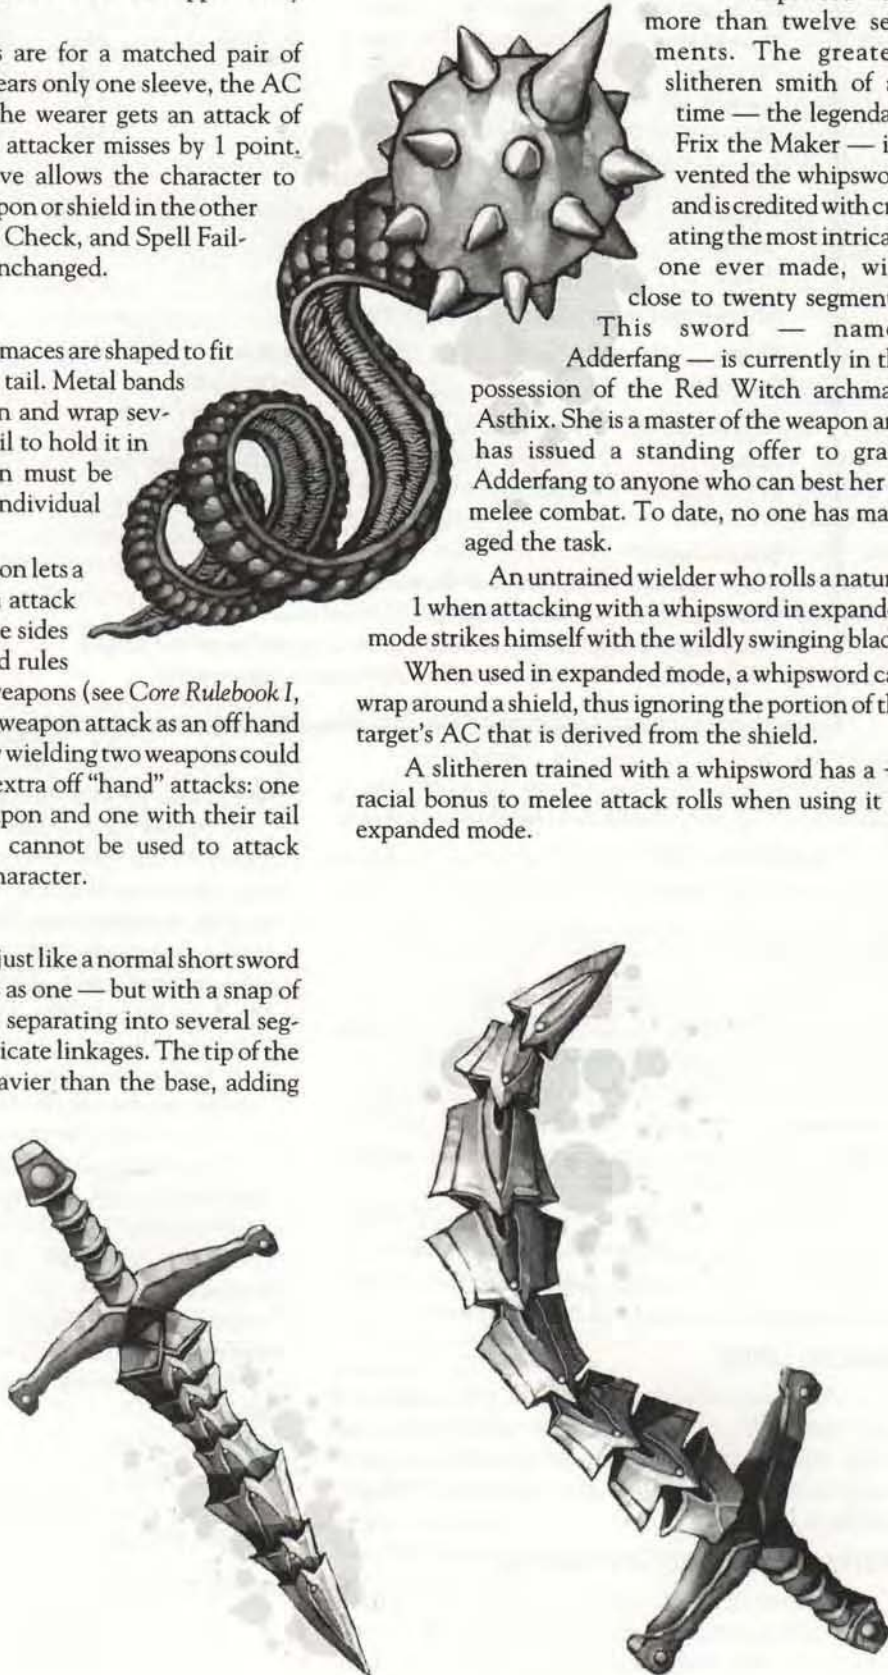 s are for a matched pair of
ears only one sleeve, the AC
he wearer gets an attack of
attacker misses by 1 point.
ve allows the character to
pon or shield in the other
Check, and Spell Fail-
nchanged.
maces are shaped to fit
tail. Metal bands
n and wrap sev-
il to hold it in
n must be
ndividual
on lets a
attack
e sides
d rules
veapons (see Core Rulebook I,
weapon attack as an off hand
wielding two weapons could
extra off “hand” attacks: one
pon and one with their tail
cannot be used to attack
haracter.
just like a normal short sword
as one — but with a snap of
separating into several seg-
icate linkages. The tip of the
avier than the base, adding
more than twelve se
ments. The greate
slitheren smith of a
time — the legenda
Frix the Maker — i
vented the whipswo
and is credited with cr
ating the most intrica
one ever made, wi
close to twenty segment
This sword — name
Adderfang — is currently in th
possession of the Red Witch archma
Asthix. She is a master of the weapon an
has issued a standing offer to gra
Adderfang to anyone who can best her
melee combat. To date, no one has ma
aged the task.
An untrained wielder who rolls a natur
1 when attacking with a whipsword in expand
mode strikes himself with the wildly swinging blad
When used in expanded mode, a whipsword ca
wrap around a shield, thus ignoring the portion of th
target’s AC that is derived from the shield.
A slitheren trained with a whipsword has a
racial bonus to melee attack rolls when using it
expanded mode.